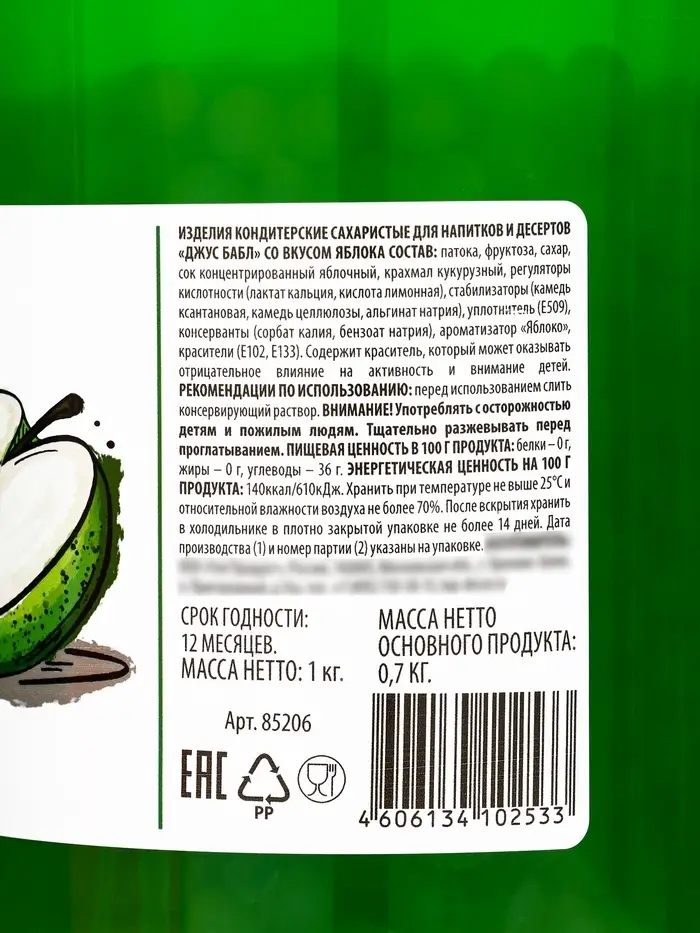 ИЗДЕЛИЯ КОНДИТЕРСКИЕ САХАРИСТЫЕ ДЛЯ НАПИТКОВ И ДЕСЕРТОВ
«ДЖУС БАБЛ» СО ВКУСОМ ЯБЛОКА СОСТАВ: патока, фруктоза, сахар,
сок концентрированный яблочный, крахмал кукурузный, регуляторы
кислотности (лактат кальция, кислота лимонная), стабилизаторы (камедь
ксантановая, камедь целлюлозы, альгинат натрия), уплотнитель (Е509),
консерванты (сорбат калия, бензоат натрия), ароматизатор «Яблоко»,
красители (Е102, Е133). Содержит краситель, который может оказывать
отрицательное влияние на активность и внимание детей.
РЕКОМЕНДАЦИИ ПО ИСПОЛЬЗОВАНИЮ: перед использованием слить
консервирующий раствор. ВНИМАНИЕ! Употреблять с осторожностью
детям и пожилым людям. Тщательно разжевывать перед
проглатыванием. ПИЩЕВАЯ ЦЕННОСТЬ В 100 Г ПРОДУКТА: белки – 0 г,
жиры – 0 г, углеводы – 36 г. ЭНЕРГЕТИЧЕСКАЯ ЦЕННОСТЬ НА 100 Г
ПРОДУКТА: 140ккал/610кДж. Хранить при температуре не выше 25°С и
относительной влажности воздуха не более 70%. После вскрытия хранить
в холодильнике в плотно закрытой упаковке не более 14 дней. Дата
производства (1) и номер партии (2) указаны на упаковке.
СРОК ГОДНОСТИ:
12 МЕСЯЦЕВ.
МАССА НЕТТО: 1 кг.
МАССА НЕТТО
ОСНОВНОГО ПРОДУКТА:
0,7 КГ.
Арт. 85206
ЕАС
PP
4 606134 102533